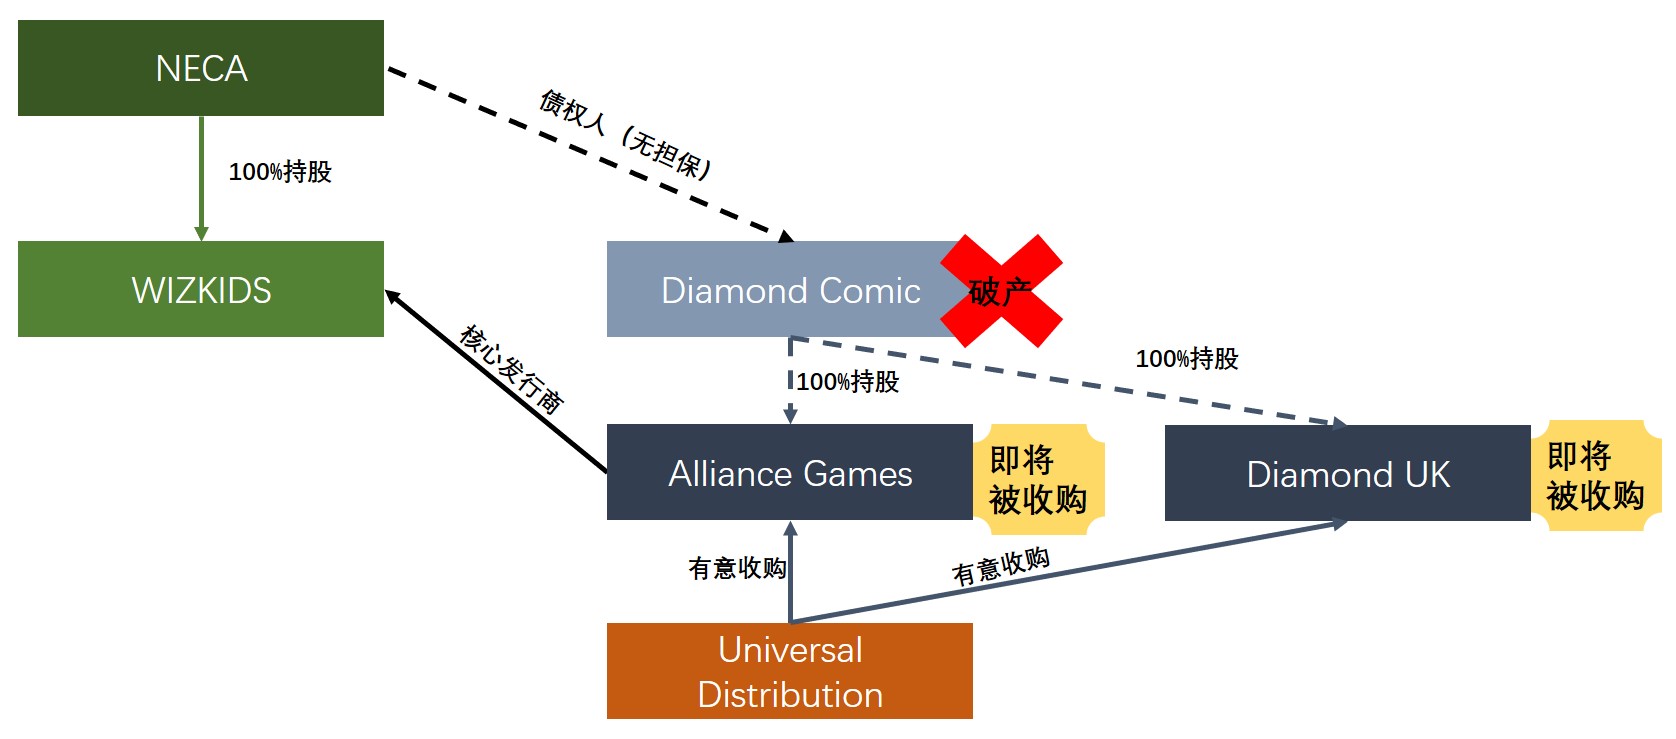 NECA
债权人（无担保）
100%持股
WIZKIDS
Diamond Comic
破产
核心发行商
100%持股
100%持股
Alliance Games
即将
被收购
Diamond UK
即将
被收购
有意收购
有意收购
Universal
Distribution